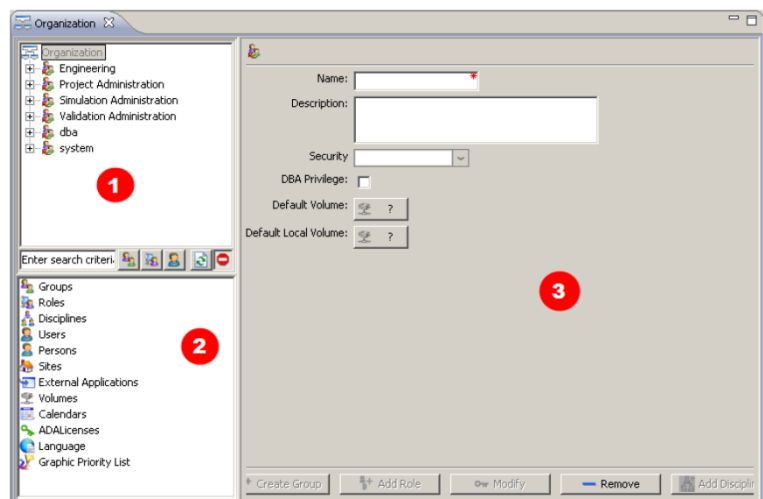 Organization
Organization
Engineering
Project Administration
Simulation Administration
Validation Administration
dba
system
1
Enter search criteri
Groups
Roles
Disciplines
Users
Persons
Sites
External Applications
Volumes
Calendars
ADALicenses
Language
Graphic Priority List
2
Name: *
Description:
Security
DBA Privilege:
Default Volume: ?
Default Local Volume: ?
3
Create Group Add Role Modify Remove Add Disciplin